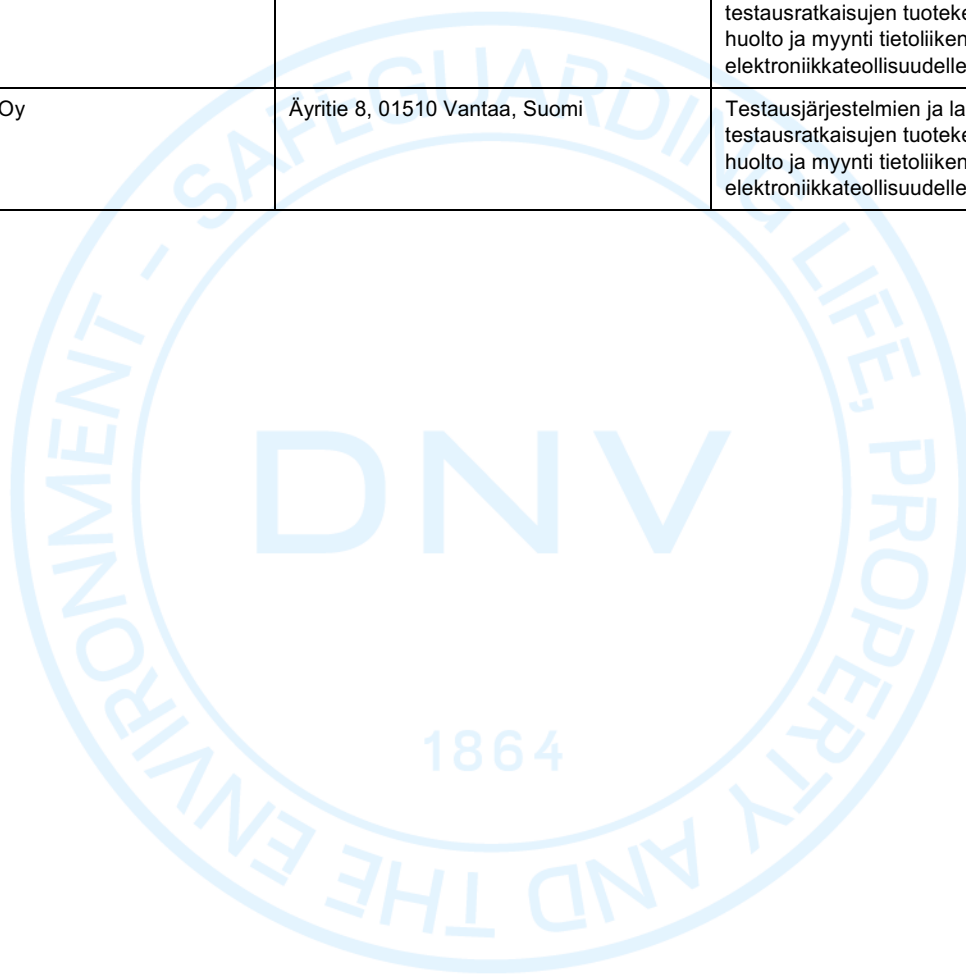 testausratkaisujen tuoteke
huolto ja myynti tietoliiken
elektroniikkateollisuudelle
Oy
Äyritie 8, 01510 Vantaa, Suomi
Testausjärjestelmien ja la
testausratkaisujen tuoteke
huolto ja myynti tietoliiken
elektroniikkateollisuudelle
SAFEGUARDING LIFE, PROPERTY AND THE ENVIRONMENT -
DNV
1864